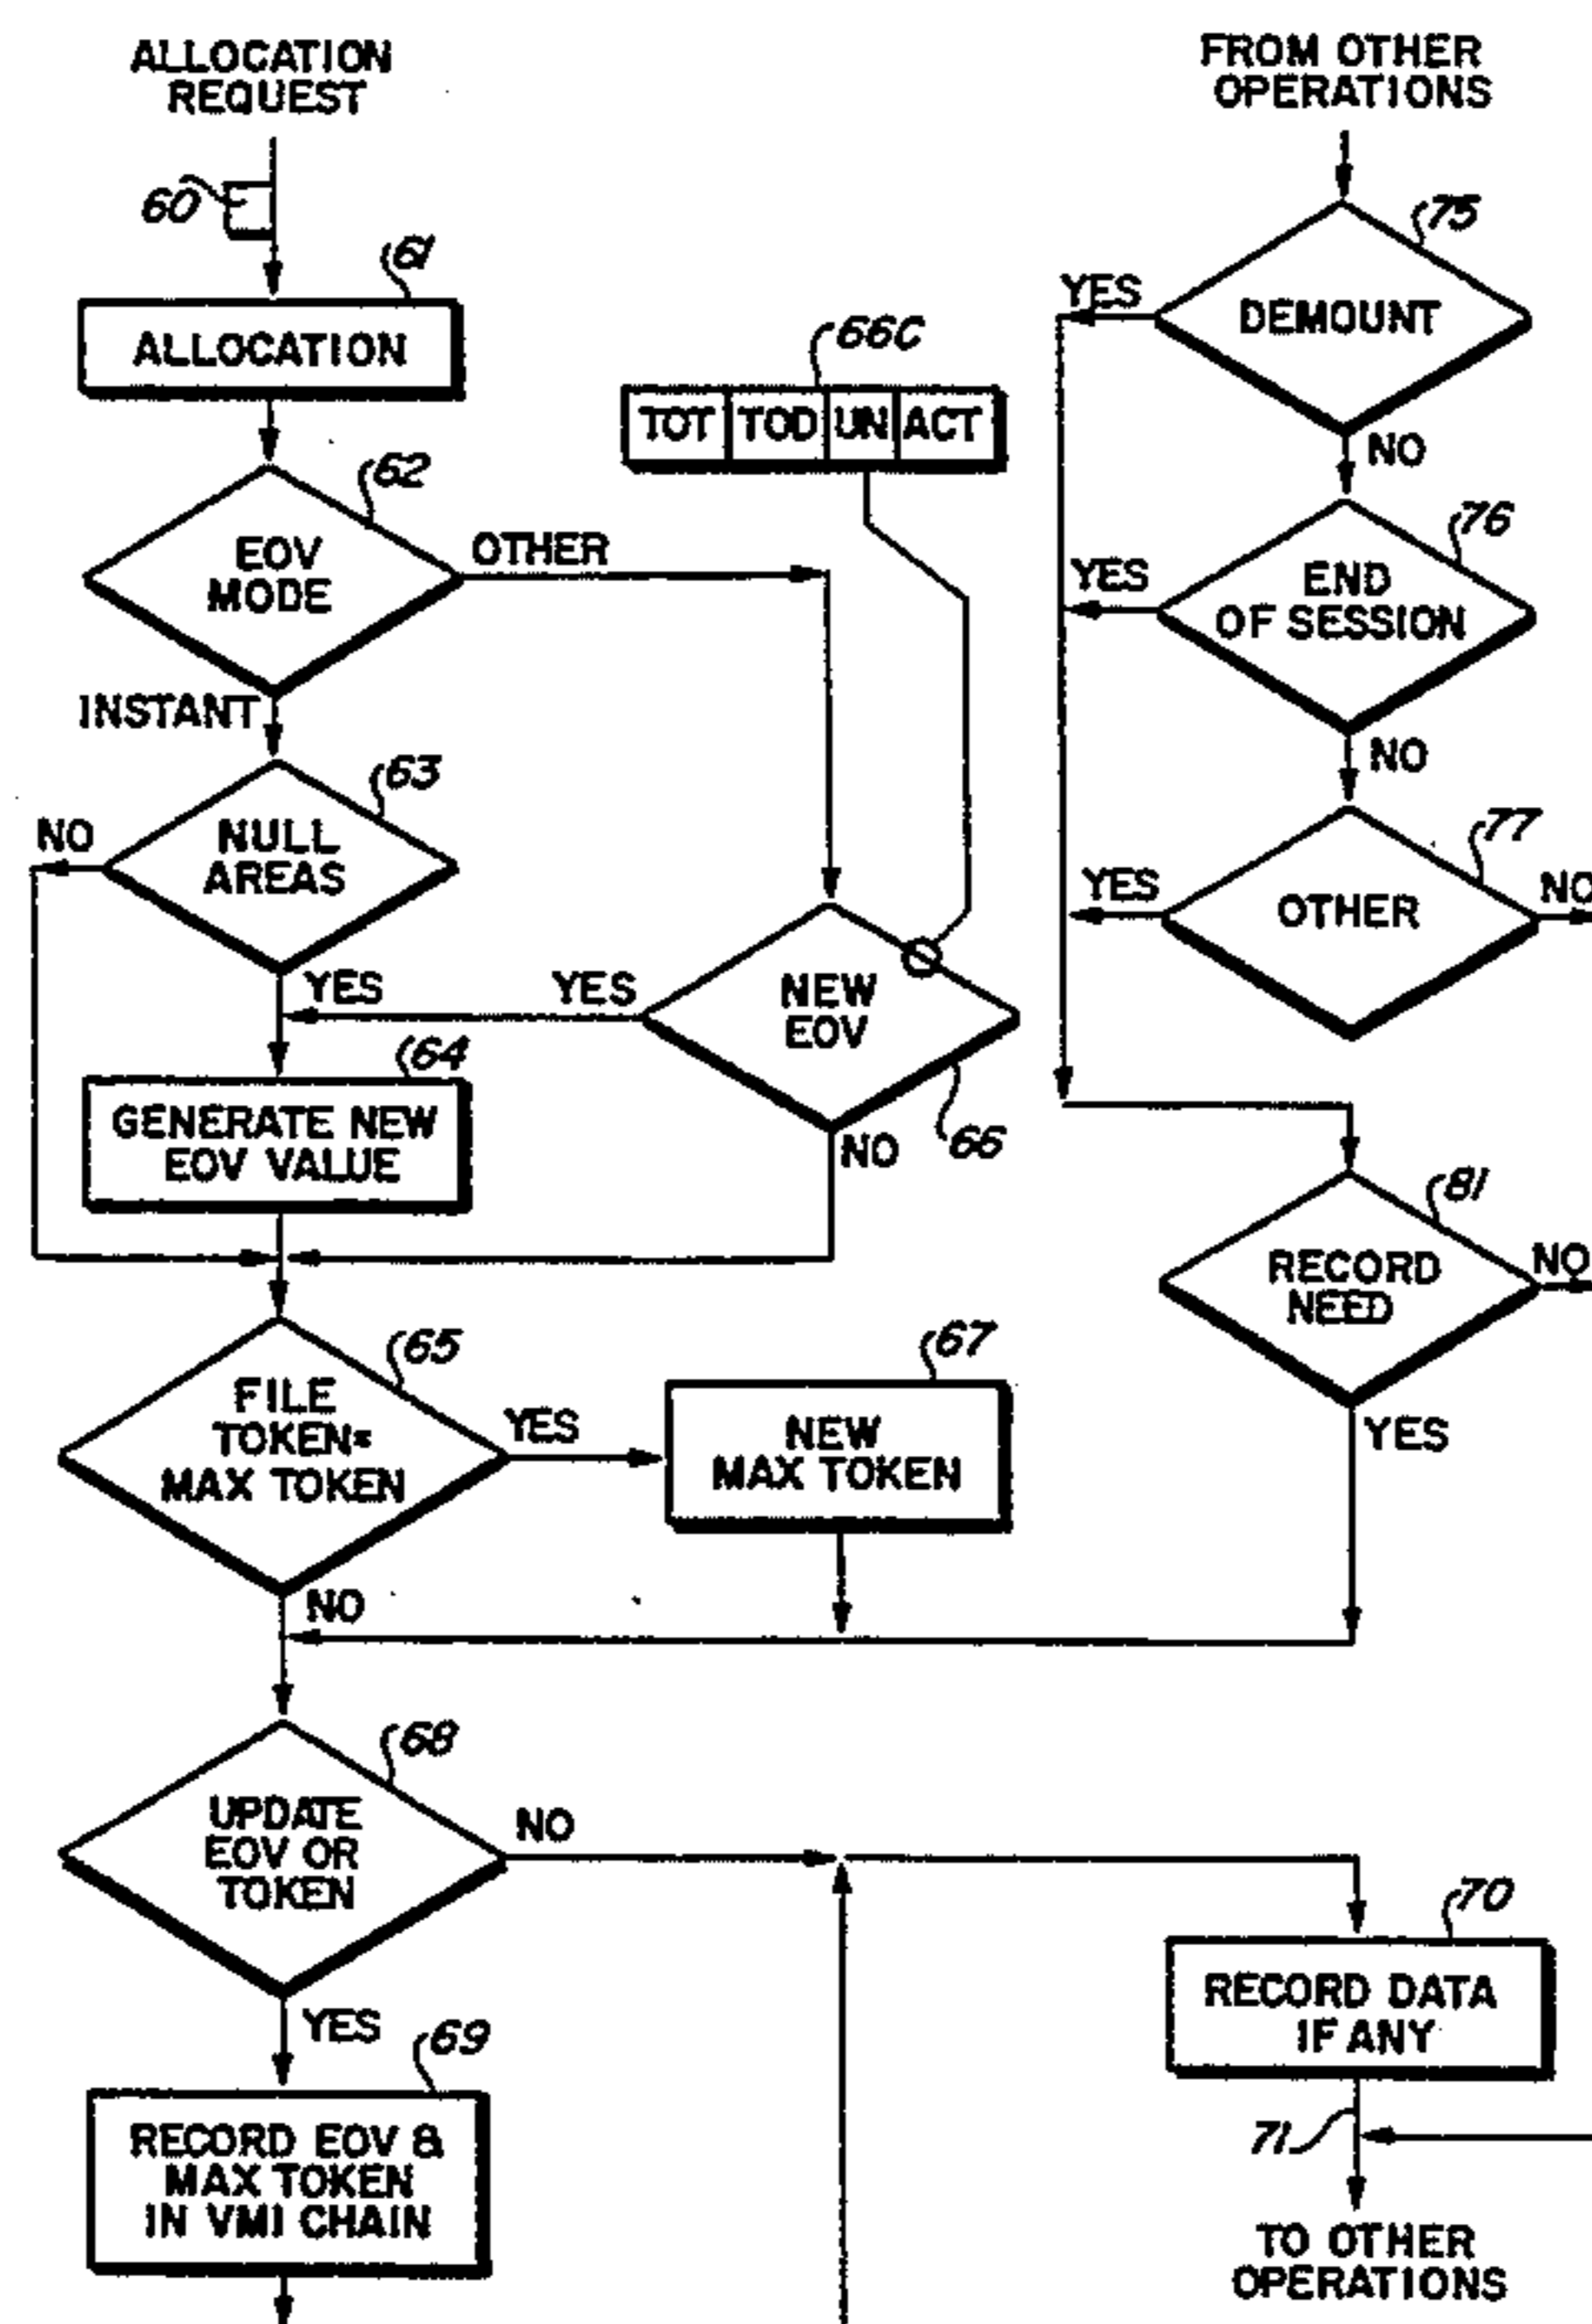 ALLOCATION
REQUEST
60
61
ALLOCATION
62
EOV
MODE
OTHER
INSTANT
66C
TOT TOD UN ACT
63
NULL
AREAS
NO
YES
YES
NEW
EOV
66
NO
64
GENERATE NEW
EOV VALUE
65
FILE
TOKEN=
MAX TOKEN
YES
67
NEW
MAX TOKEN
NO
68
UPDATE
EOV OR
TOKEN
NO
YES
69
RECORD EOV &
MAX TOKEN
IN VMI CHAIN
FROM OTHER
OPERATIONS
75
DEMOUNT
YES
NO
76
END
OF SESSION
YES
NO
77
OTHER
YES
NO
81
RECORD
NEED
NO
YES
70
RECORD DATA
IF ANY
71
TO OTHER
OPERATIONS